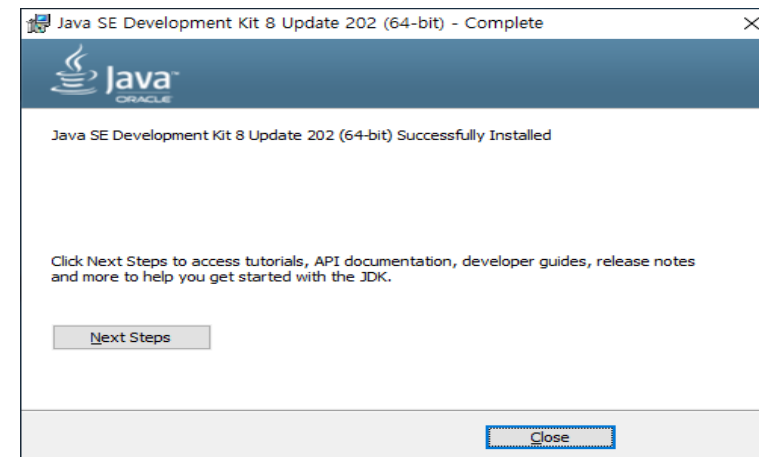 Java SE Development Kit 8 Update 202 (64-bit) - Complete
Java™
ORACLE
Java SE Development Kit 8 Update 202 (64-bit) Successfully Installed
Click Next Steps to access tutorials, API documentation, developer guides, release notes
and more to help you get started with the JDK.
Next Steps
Close